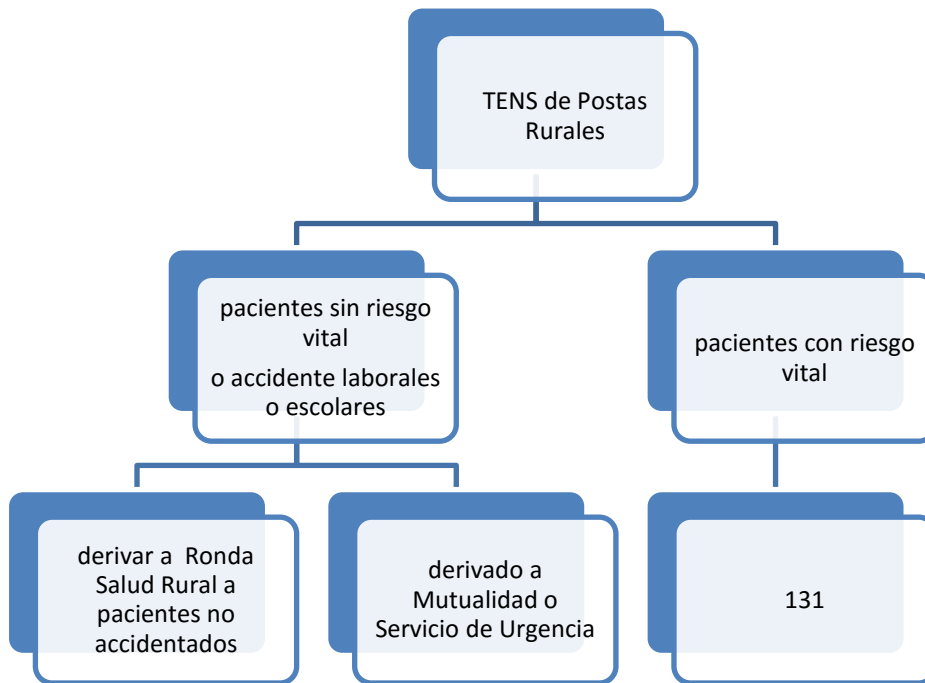 TENS de Postas
Rurales
pacientes sin riesgo
vital
o accidente laborales
o escolares
pacientes con riesgo
vital
derivar a Ronda
Salud Rural a
pacientes no
accidentados
derivado a
Mutualidad o
Servicio de Urgencia
131